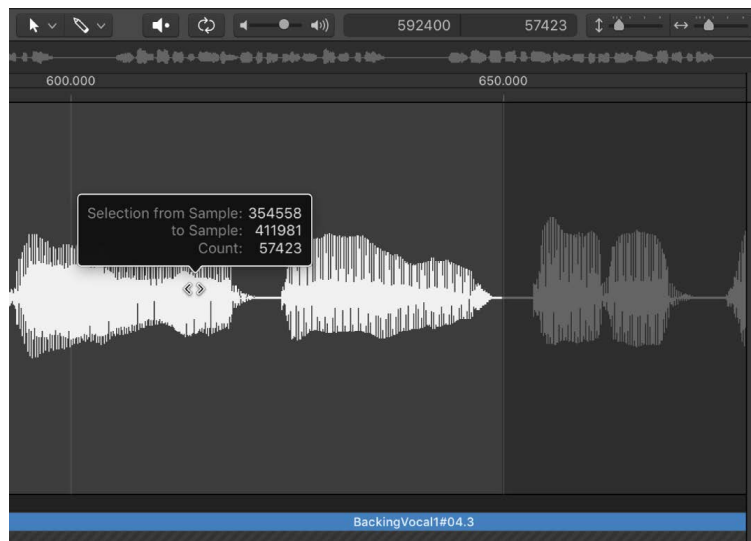 592400 57423
600.000 650.000
Selection from Sample: 354558
to Sample: 411981
Count: 57423
BackingVocal1#04.3